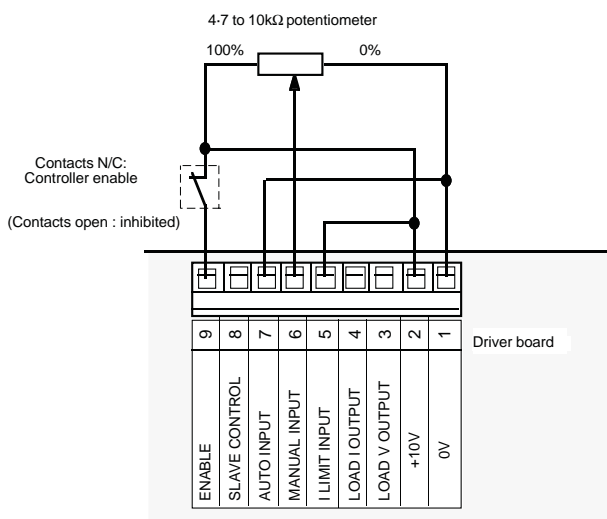 4·7 to 10kΩ potentiometer
100%
0%
Contacts N/C:
Controller enable
(Contacts open : inhibited)
9
8
7
6
5
4
3
2
1
Driver board
ENABLE
SLAVE CONTROL
AUTO INPUT
MANUAL INPUT
I LIMIT INPUT
LOAD I OUTPUT
LOAD V OUTPUT
+10V
0V